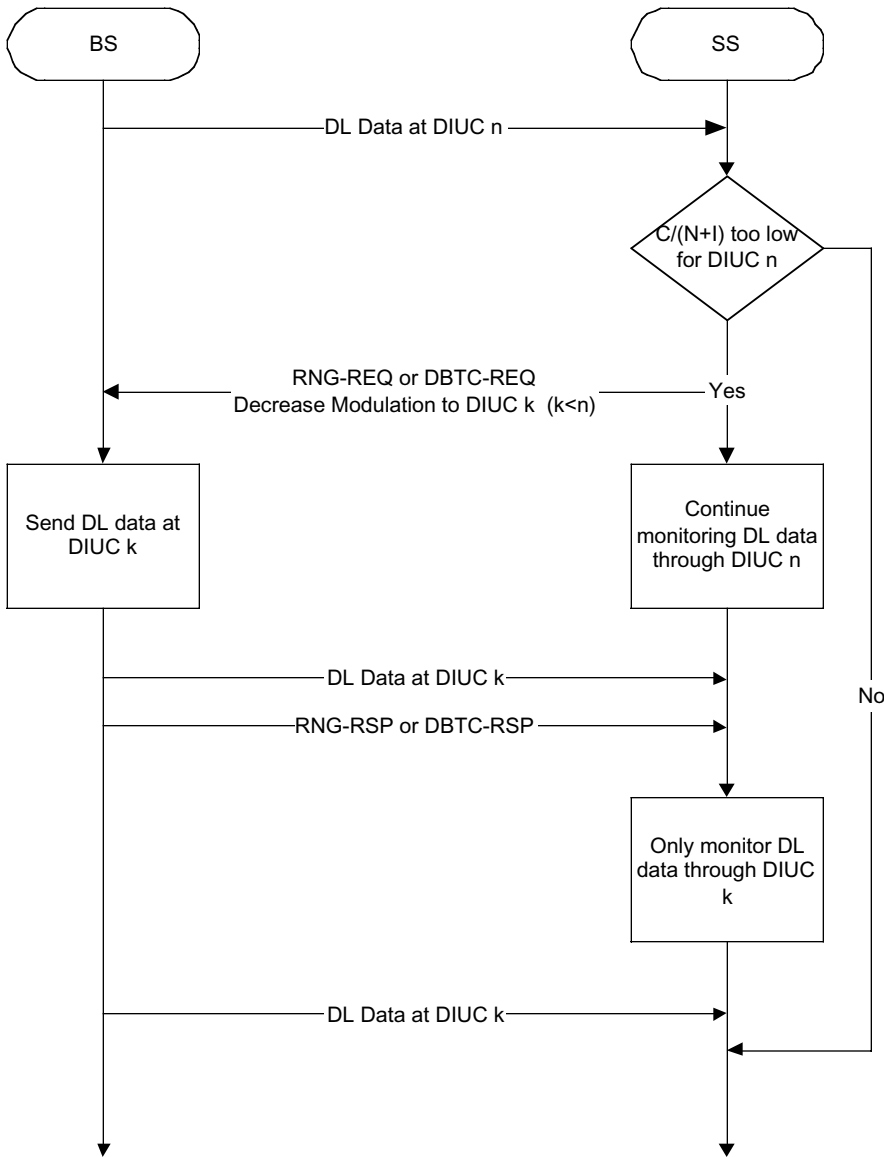 BS
SS
DL Data at DIUC n
C/(N+I) too low
for DIUC n
RNG-REQ or DBTC-REQ
Decrease Modulation to DIUC k (k<n)
Yes
Send DL data at
DIUC k
Continue
monitoring DL data
through DIUC n
DL Data at DIUC k
No
RNG-RSP or DBTC-RSP
Only monitor DL
data through DIUC
k
DL Data at DIUC k